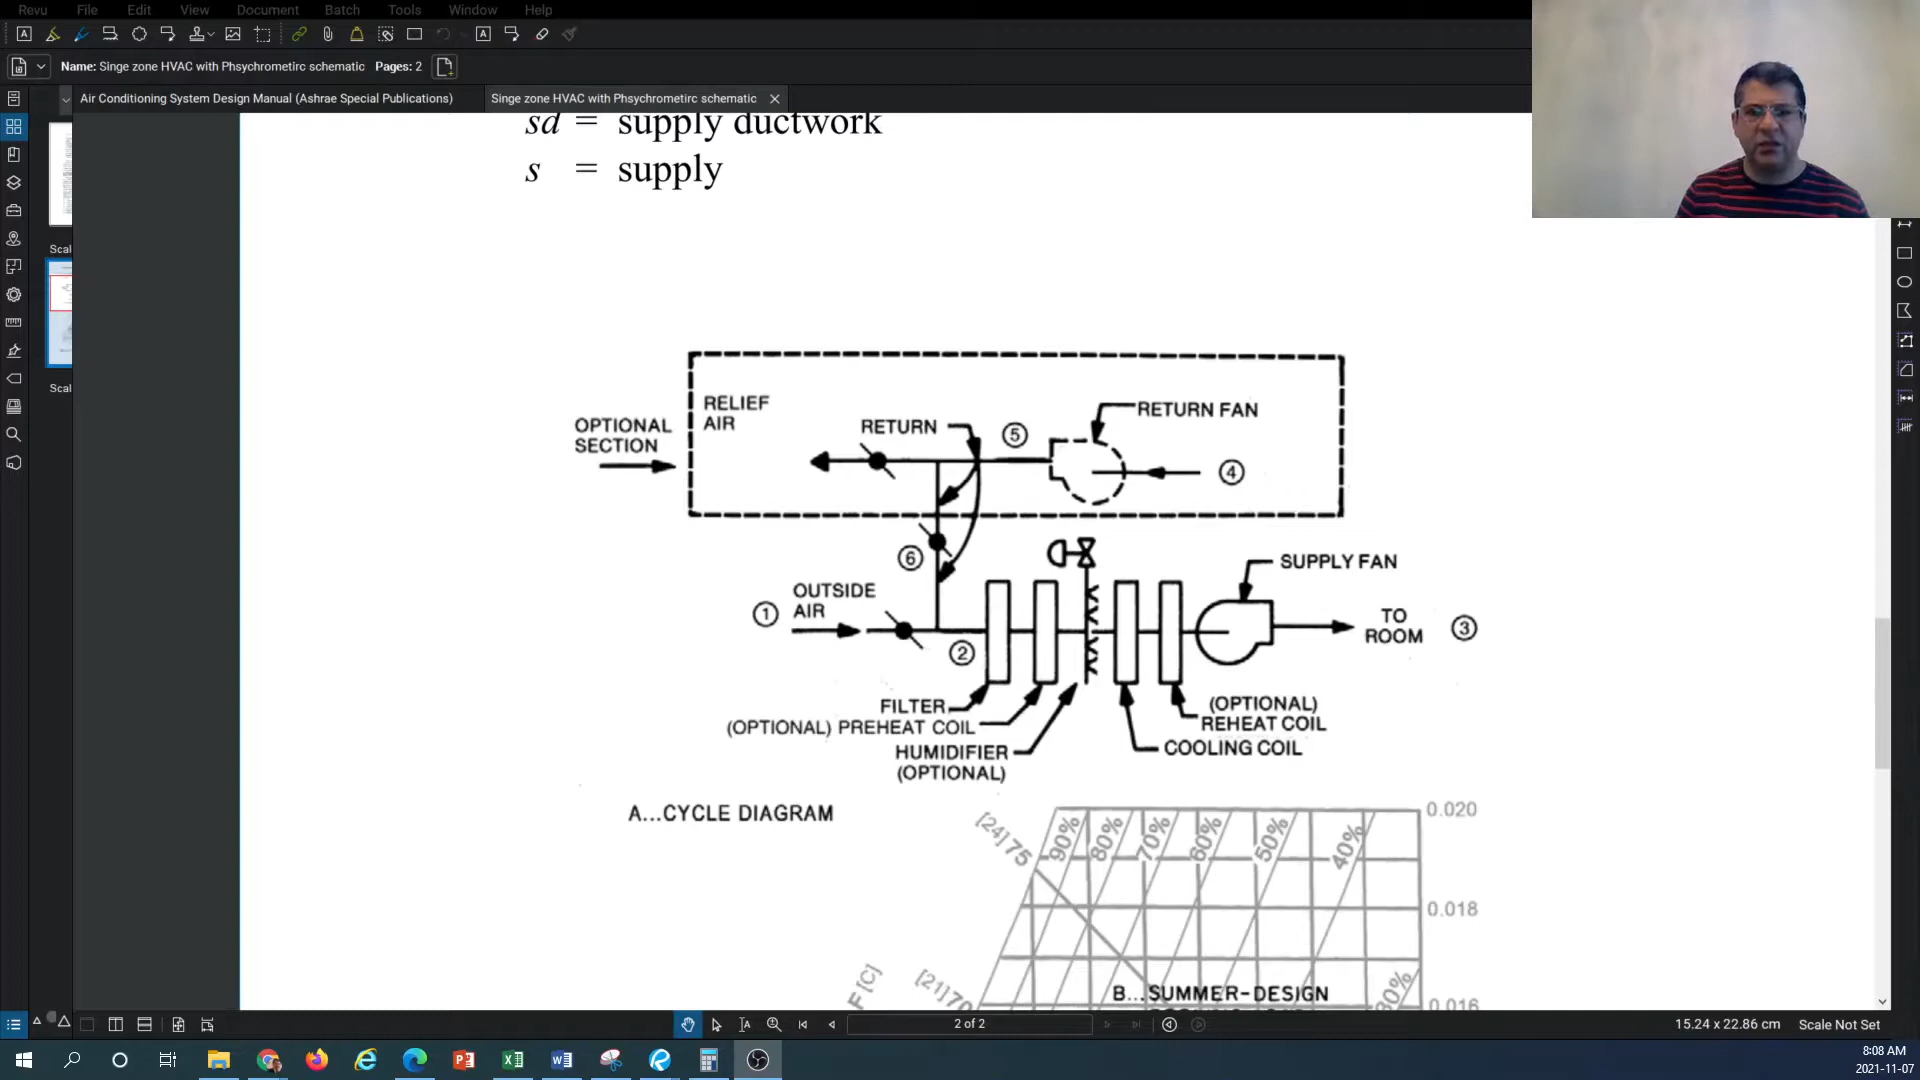 Revu File Edit View Document Batch Tools Window Help
Name: Singe zone HVAC with Phsychrometirc schematic Pages: 2
Air Conditioning System Design Manual (Ashrae Special Publications)
Singe zone HVAC with Phsychrometirc schematic
sd = supply ductwork
s = supply
Scal
Scal
OPTIONAL
SECTION
RELIEF
AIR
RETURN
5
RETURN FAN
4
6
OUTSIDE
AIR
1
2
SUPPLY FAN
TO
ROOM
3
FILTER
(OPTIONAL) PREHEAT COIL
HUMIDIFIER
(OPTIONAL)
(OPTIONAL)
REHEAT COIL
COOLING COIL
A...CYCLE DIAGRAM
[24] 75
90%
80%
70%
60%
50%
40%
0.020
0.018
F [C]
[21] 70
B...SUMMER-DESIGN
30%
0.016
2 of 2
15.24 x 22.86 cm
Scale Not Set
8:08 AM
2021-11-07